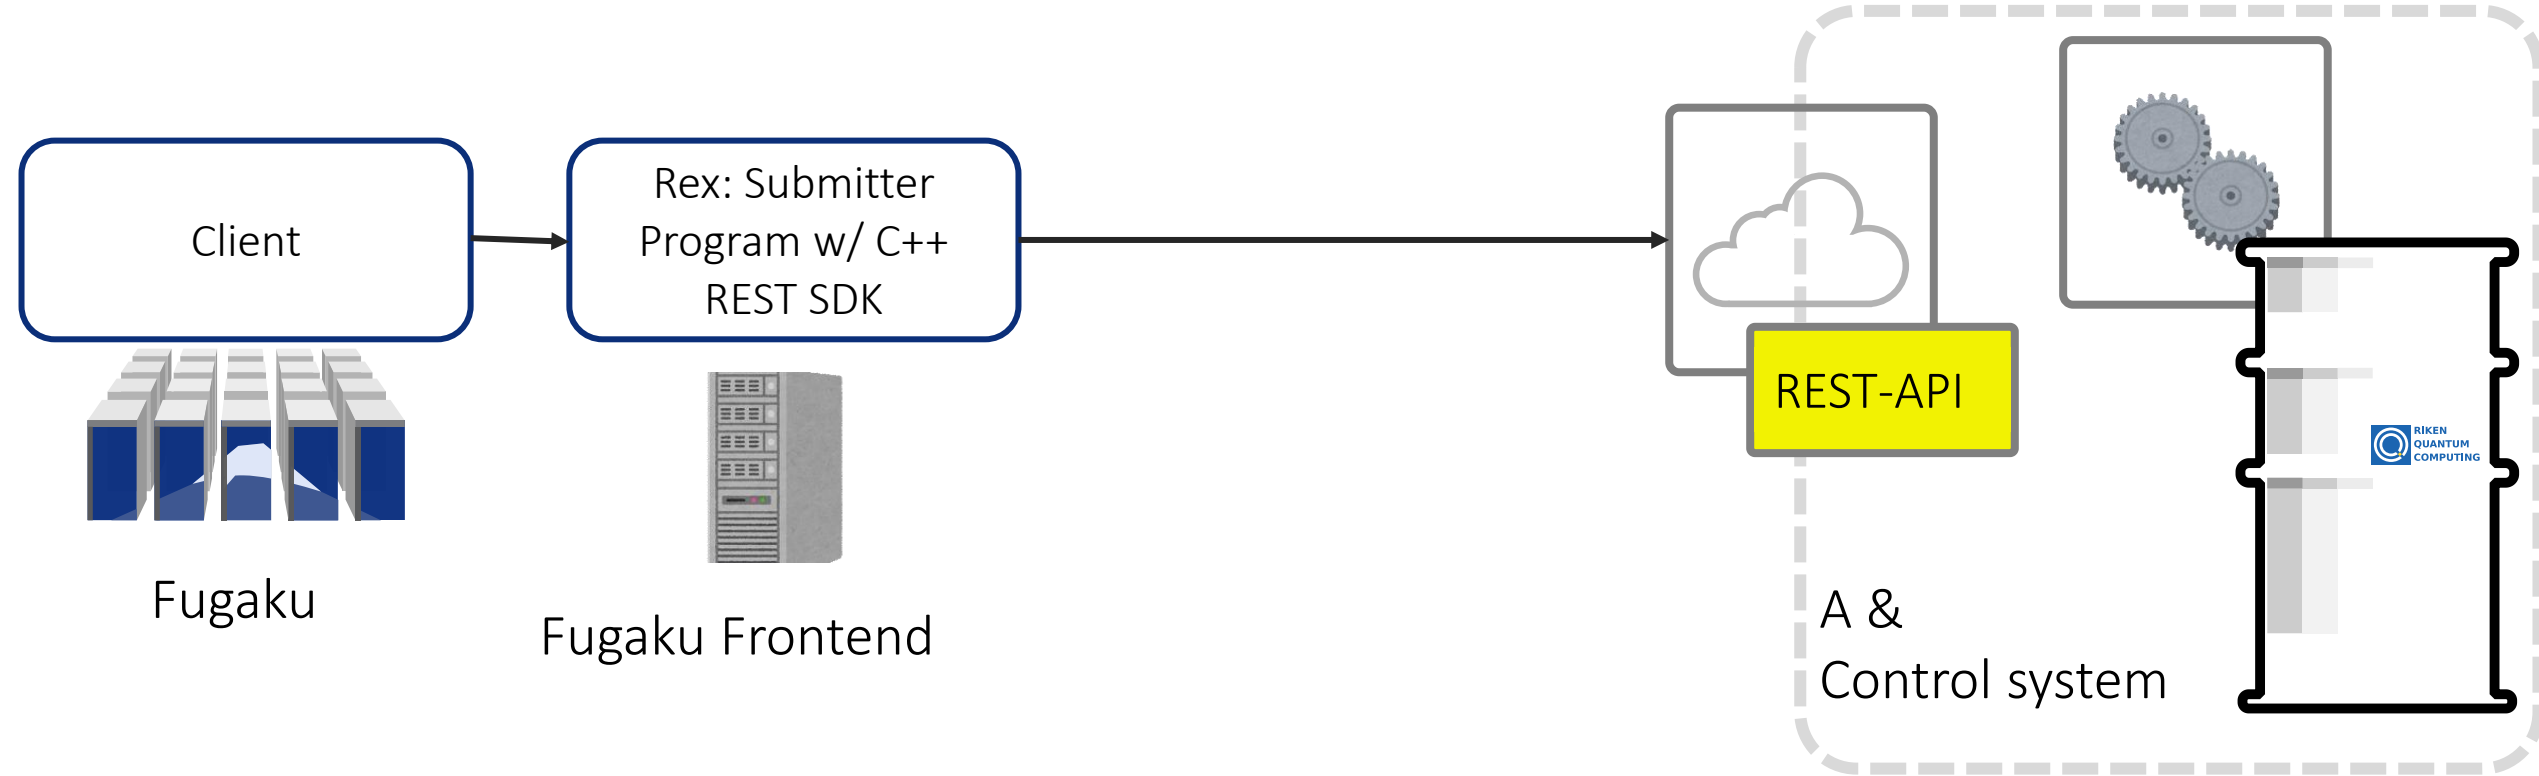 Client
Rex: Submitter
Program w/ C++
REST SDK
REST-API
RIKEN
QUANTUM
COMPUTING
Fugaku
Fugaku Frontend
A &
Control system